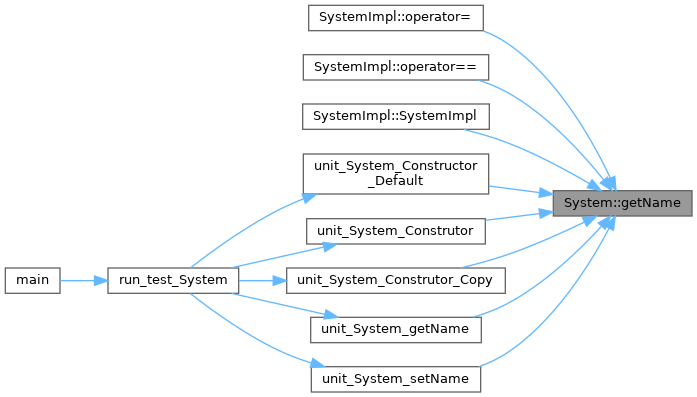 SystemImpl::operator=
SystemImpl::operator==
SystemImpl::SystemImpl
unit_System_Constructor
_Default
System::getName
unit_System_Construtor
main
run_test_System
unit_System_Construtor_Copy
unit_System_getName
unit_System_setName